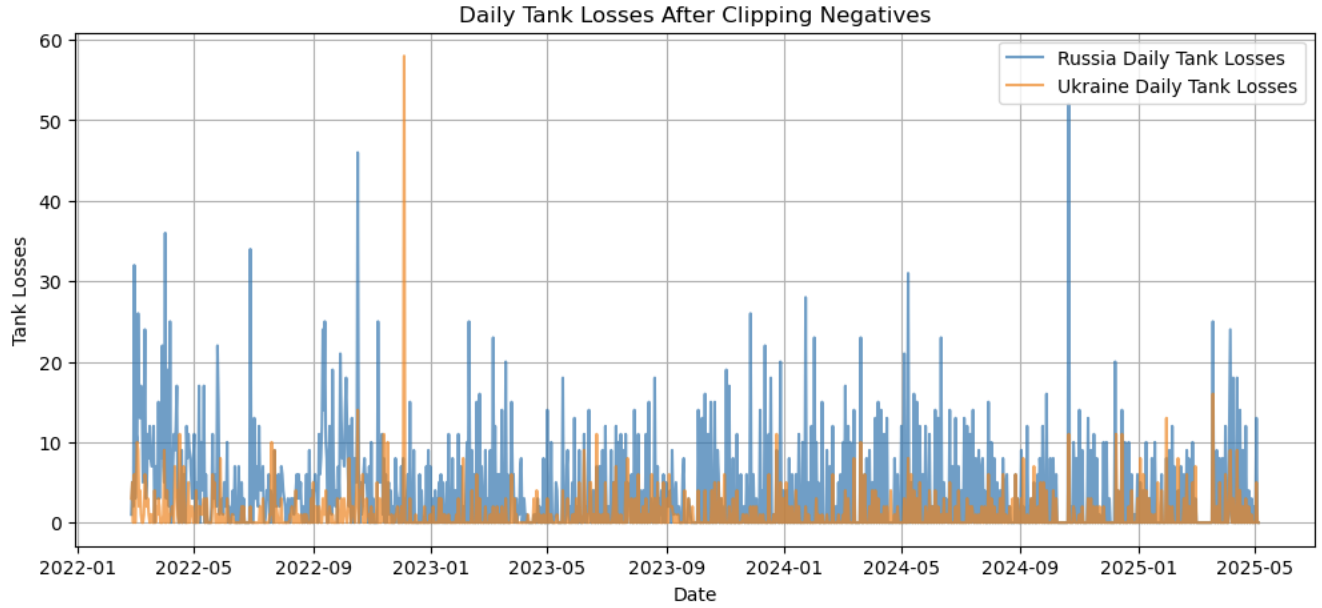 Daily Tank Losses After Clipping Negatives
Russia Daily Tank Losses
Ukraine Daily Tank Losses
60
50
40
30
20
10
0
Tank Losses
2022-01 2022-05 2022-09 2023-01 2023-05 2023-09 2024-01 2024-05 2024-09 2025-01 2025-05
Date